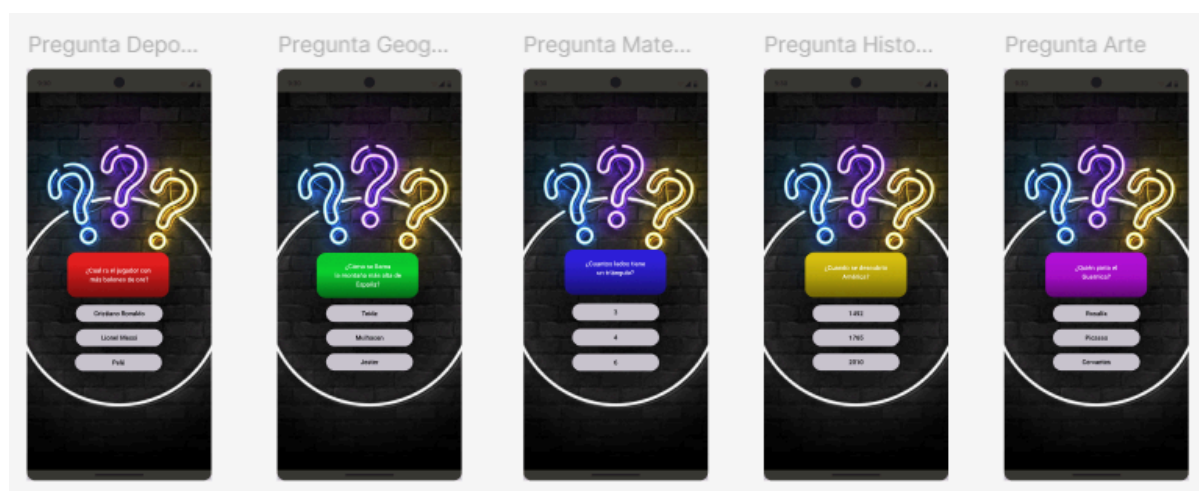 Pregunta Depo...
Pregunta Geog...
Pregunta Mate...
Pregunta Histo...
Pregunta Arte
¿Cuál es el jugador con
más balones de oro?
Cristiano Ronaldo
Lionel Messi
Pelé
¿Cómo se llama
la montaña más alta de
España?
Teide
Mulhacen
¿Cuantos lados tiene
un triángulo?
3
4
6
¿Cuando se descubrió
América?
1492
1765
2010
¿Quién pintó el
Guernica?
Rosalía
Picasso
Cervantes